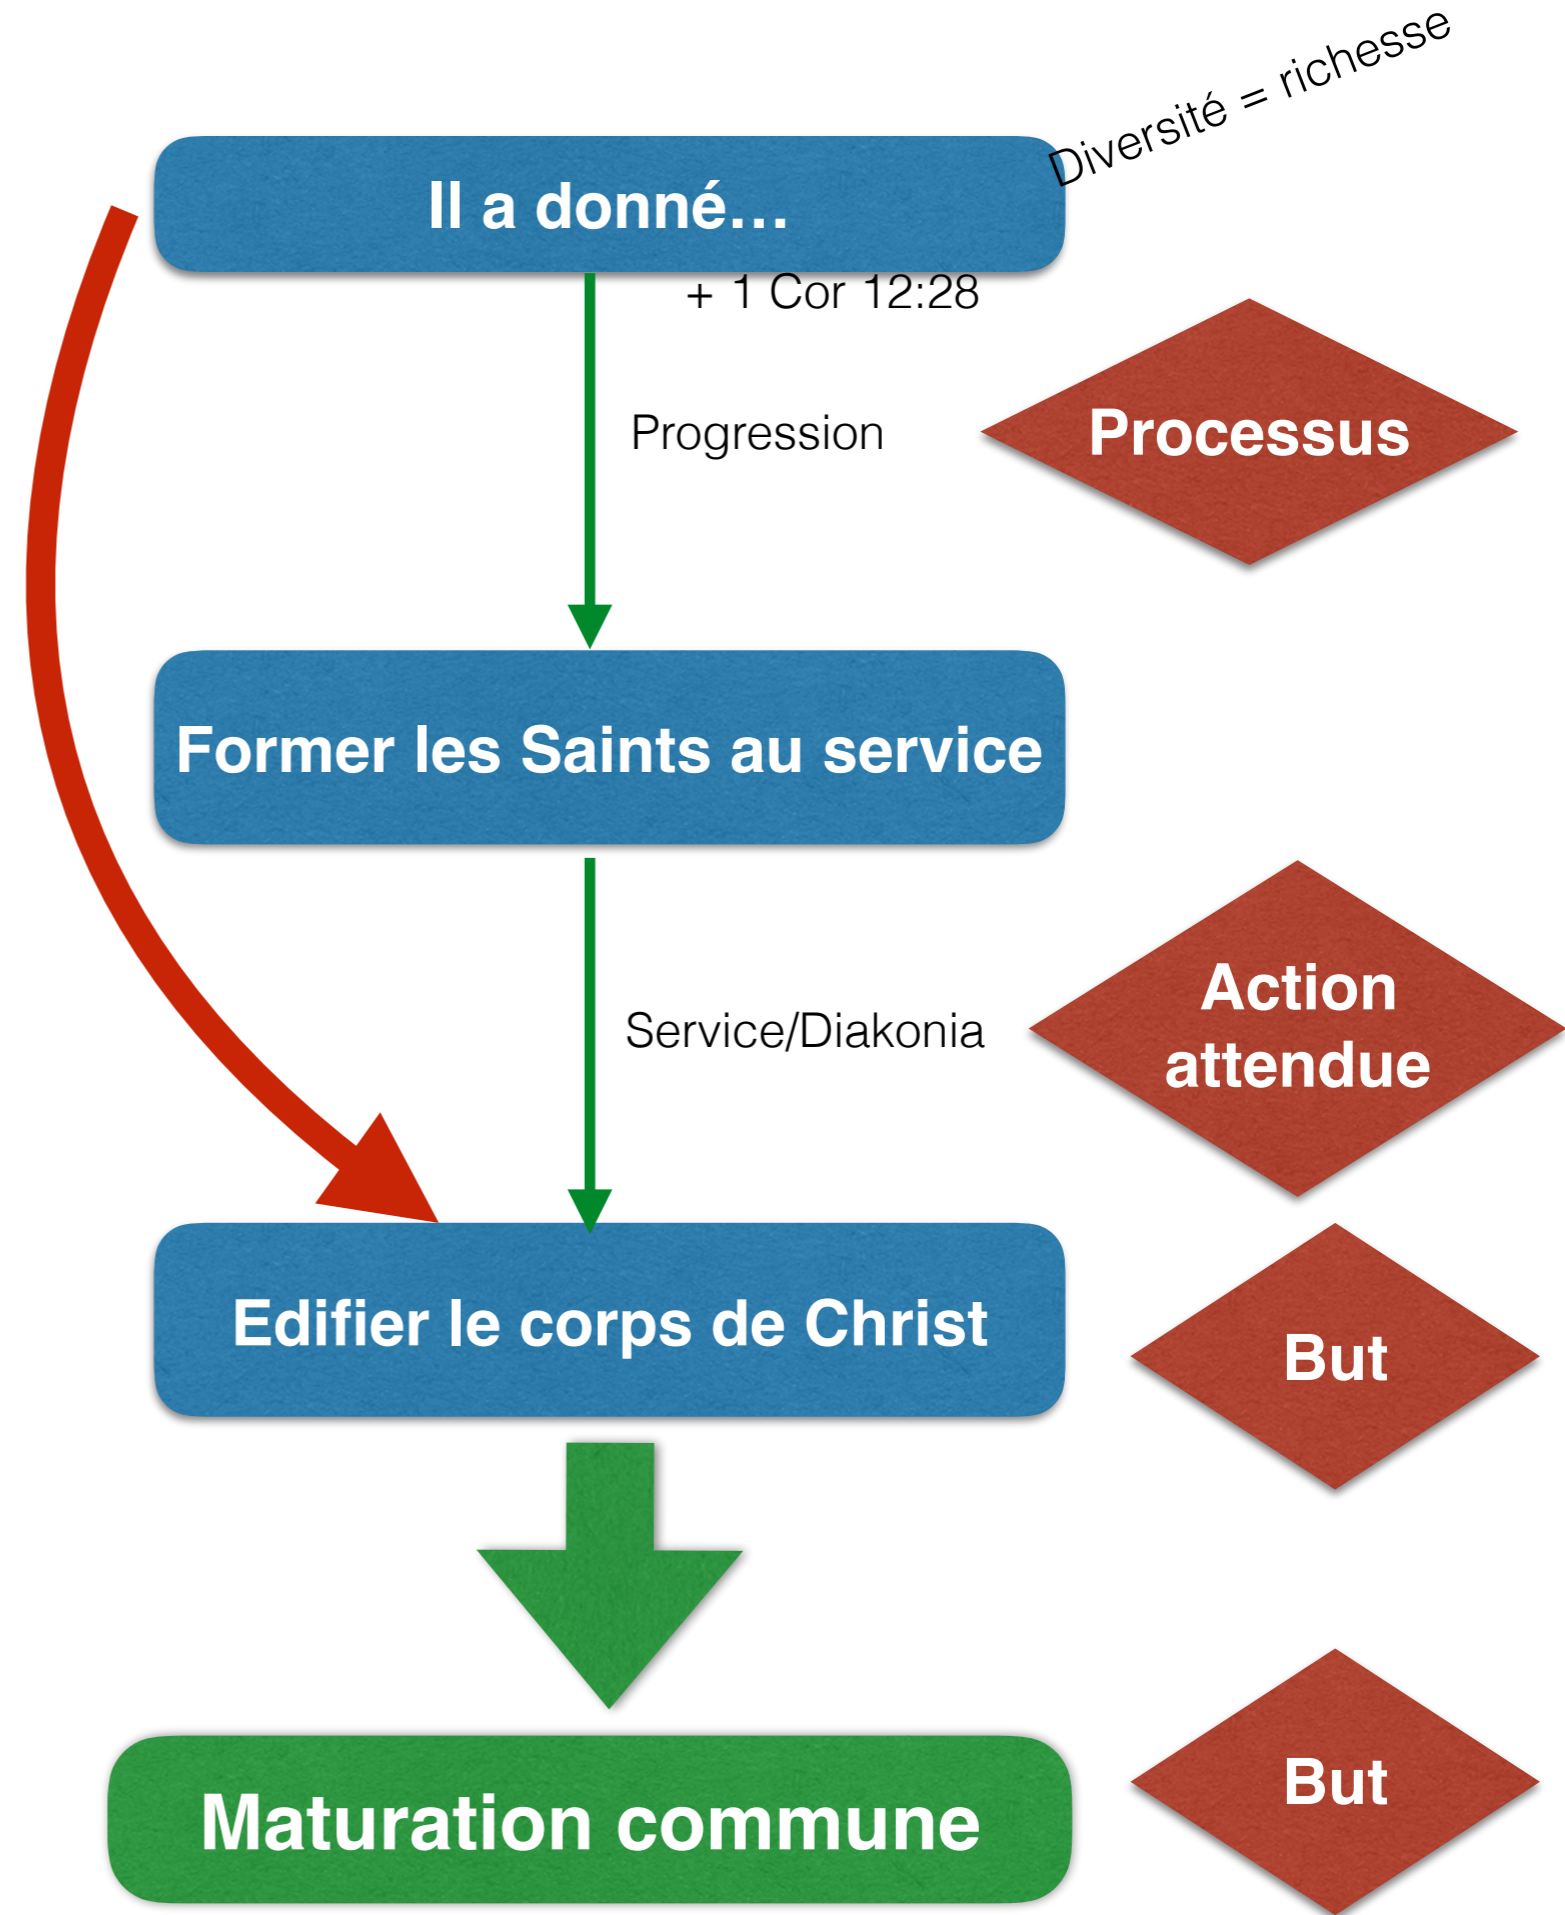 Diversité = richesse
Il a donné…
+ 1 Cor 12:28
Progression
Processus
Former les Saints au service
Service/Diakonia
Action
attendue
Edifier le corps de Christ
But
Maturation commune
But